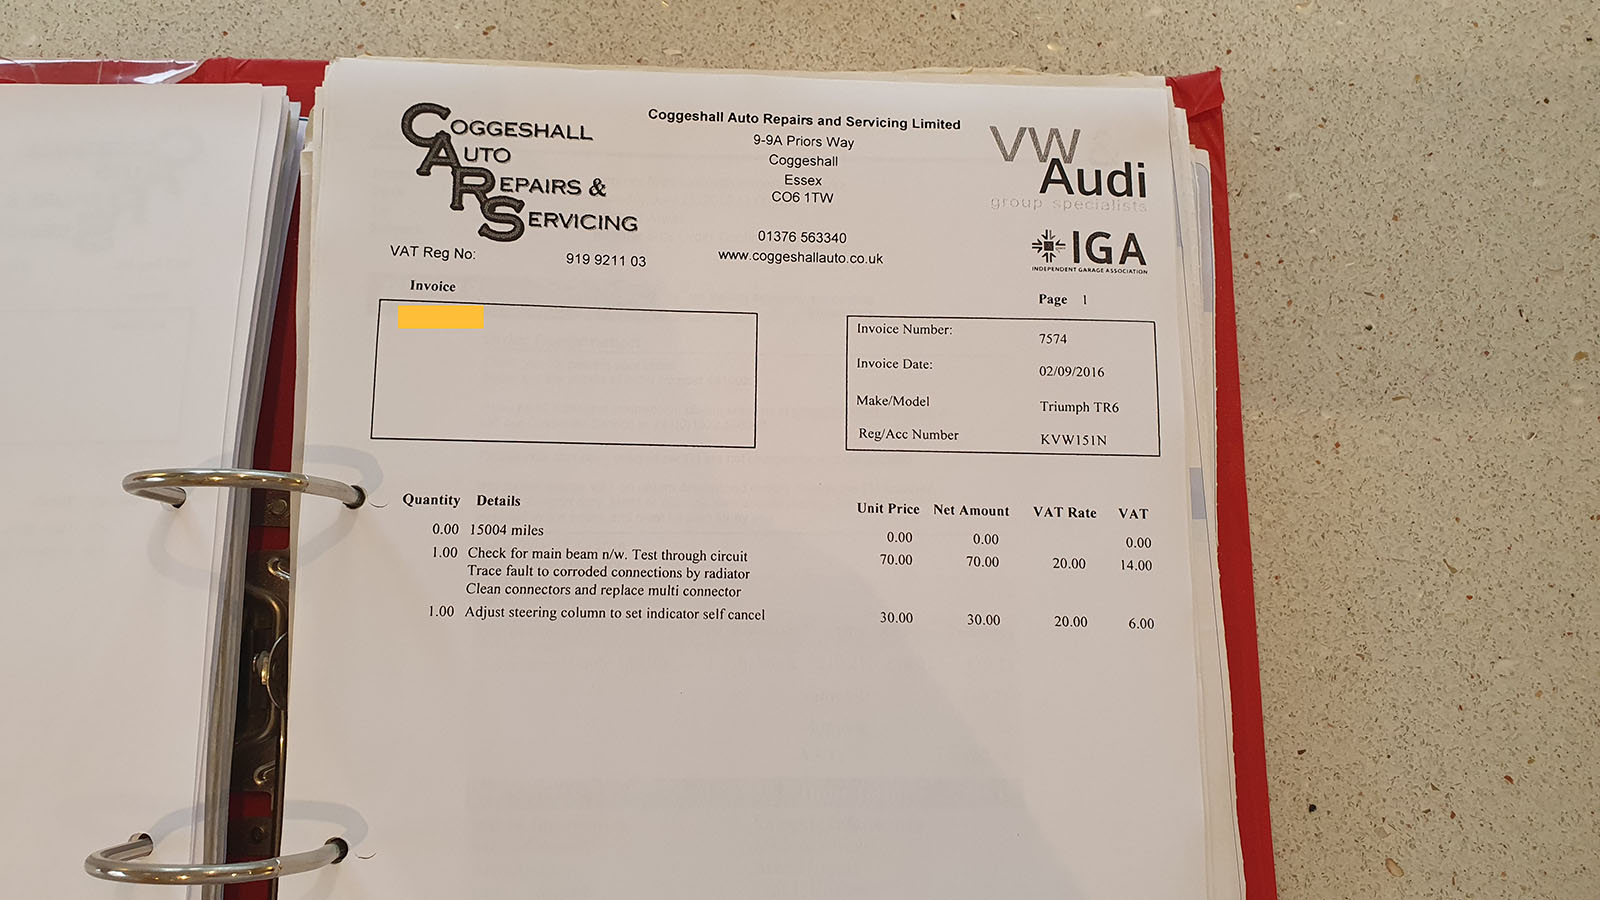 COGGESHALL
AUTO
REPAIRS &
SERVICING
Coggeshall Auto Repairs and Servicing Limited
9-9A Priors Way
Coggeshall
Essex
CO6 1TW
01376 563340
www.coggeshallauto.co.uk
VW
Audi
group specialists
IGA
INDEPENDENT GARAGE ASSOCIATION
VAT Reg No: 919 9211 03
Invoice
Page 1
Invoice Number: 7574
Invoice Date: 02/09/2016
Make/Model Triumph TR6
Reg/Acc Number KVW151N
Quantity Details Unit Price Net Amount VAT Rate VAT
0.00 15004 miles 0.00 0.00 0.00
1.00 Check for main beam n/w. Test through circuit 70.00 70.00 20.00 14.00
Trace fault to corroded connections by radiator
Clean connectors and replace multi connector
1.00 Adjust steering column to set indicator self cancel 30.00 30.00 20.00 6.00